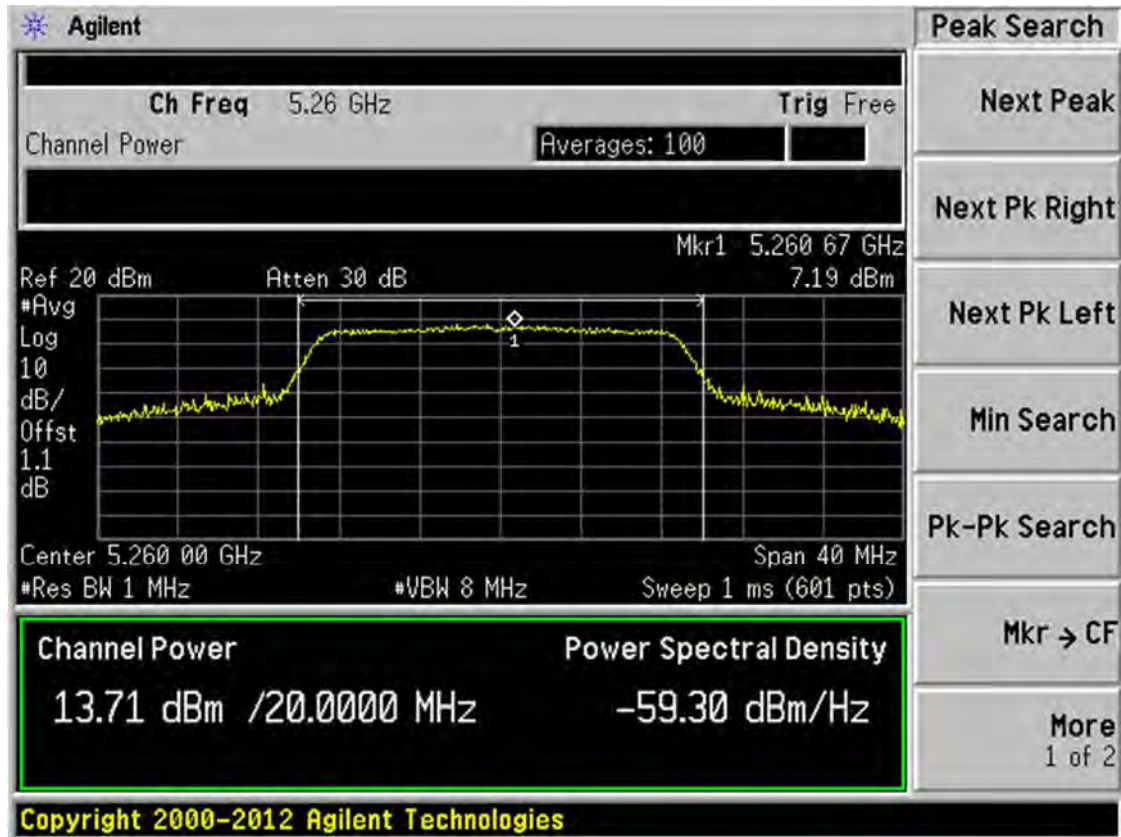 Agilent
Peak Search
Ch Freq 5.26 GHz Trig Free
Channel Power Averages: 100
Mkr1 5.260 67 GHz
Ref 20 dBm Atten 30 dB 7.19 dBm
#Avg
Log
10
dB/
Offst
1.1
dB
1
Center 5.260 00 GHz Span 40 MHz
#Res BW 1 MHz #VBW 8 MHz Sweep 1 ms (601 pts)
Channel Power Power Spectral Density
13.71 dBm /20.0000 MHz -59.30 dBm/Hz
Copyright 2000-2012 Agilent Technologies
Next Peak
Next Pk Right
Next Pk Left
Min Search
Pk-Pk Search
Mkr → CF
More
1 of 2